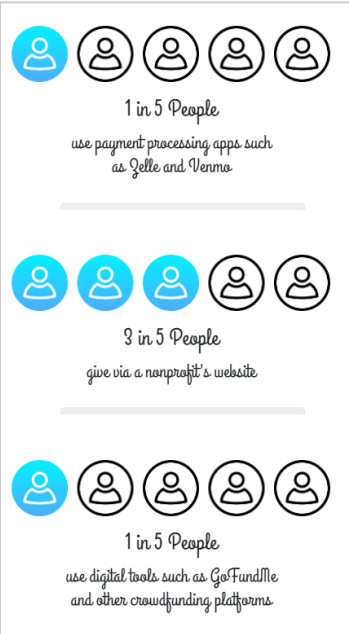 1 in 5 People
use payment processing apps such
as Zelle and Venmo
3 in 5 People
give via a nonprofit's website
1 in 5 People
use digital tools such as GoFundMe
and other crowdfunding platforms